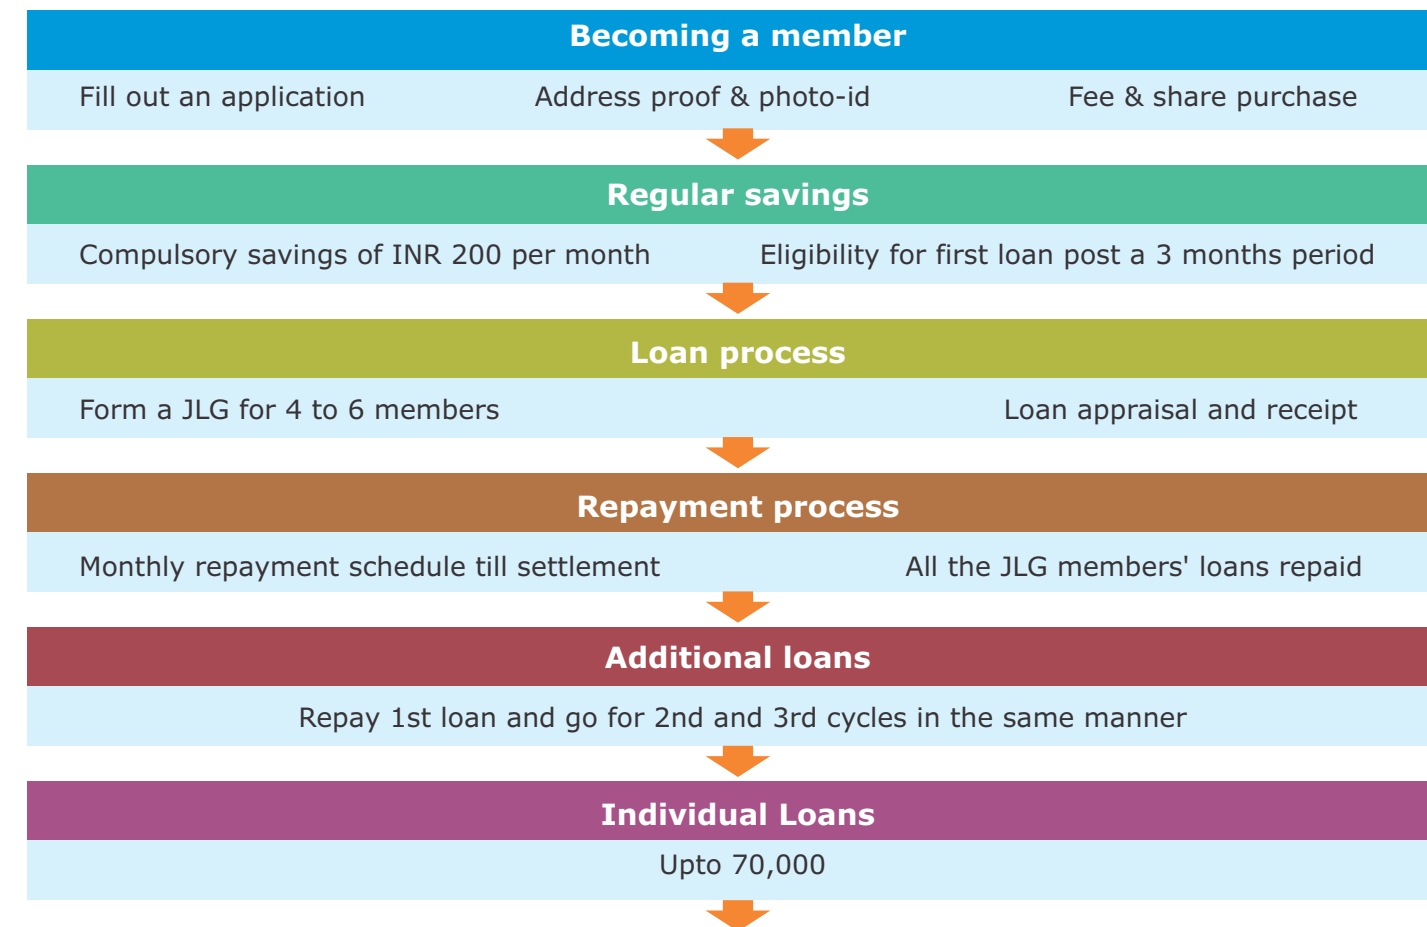 Becoming a member
Fill out an application Address proof & photo-id Fee & share purchase
Regular savings
Compulsory savings of INR 200 per month Eligibility for first loan post a 3 months period
Loan process
Form a JLG for 4 to 6 members Loan appraisal and receipt
Repayment process
Monthly repayment schedule till settlement All the JLG members' loans repaid
Additional loans
Repay 1st loan and go for 2nd and 3rd cycles in the same manner
Individual Loans
Upto 70,000